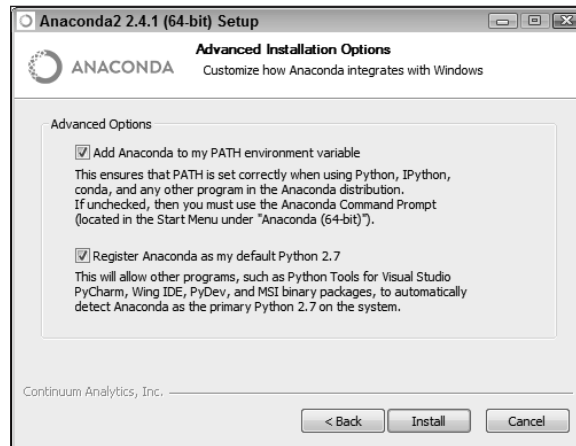 Anaconda2 2.4.1 (64-bit) Setup
Advanced Installation Options
Customize how Anaconda integrates with Windows
ANACONDA
Advanced Options
Add Anaconda to my PATH environment variable
This ensures that PATH is set correctly when using Python, IPython,
conda, and any other program in the Anaconda distribution.
If unchecked, then you must use the Anaconda Command Prompt
(located in the Start Menu under "Anaconda (64-bit)").
Register Anaconda as my default Python 2.7
This will allow other programs, such as Python Tools for Visual Studio
PyCharm, Wing IDE, PyDev, and MSI binary packages, to automatically
detect Anaconda as the primary Python 2.7 on the system.
Continuum Analytics, Inc.
< Back
Install
Cancel